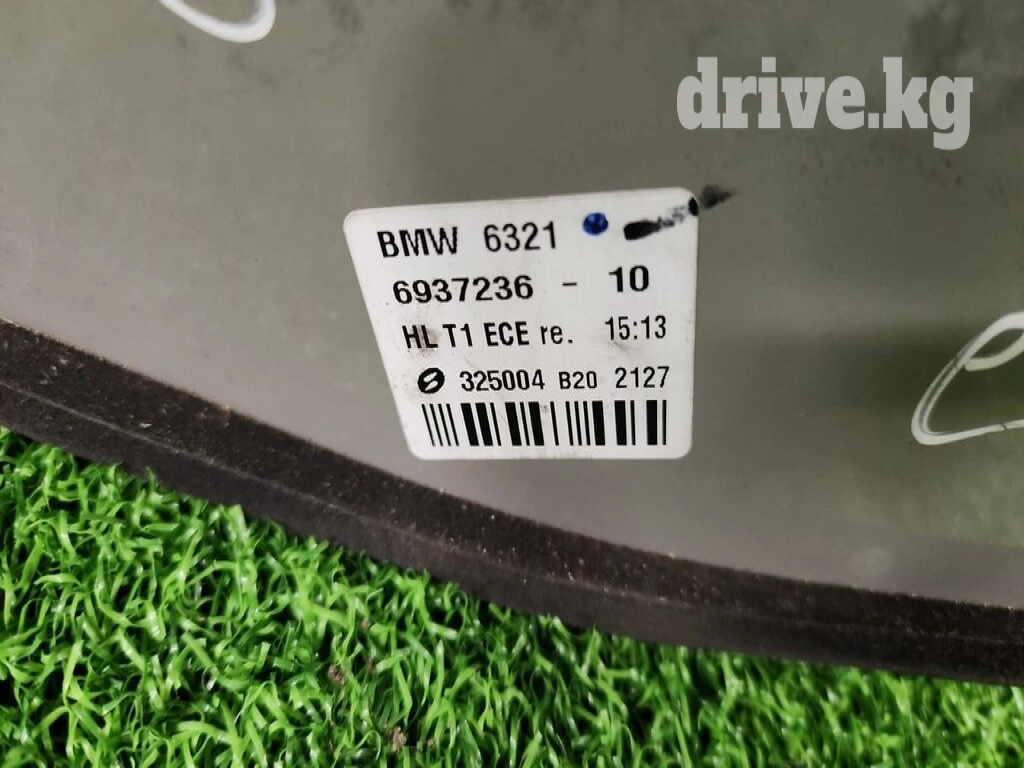 drive.kg
BMW 6321
6937236 - 10
HL T1 ECE re. 15:13
325004 B20 2127